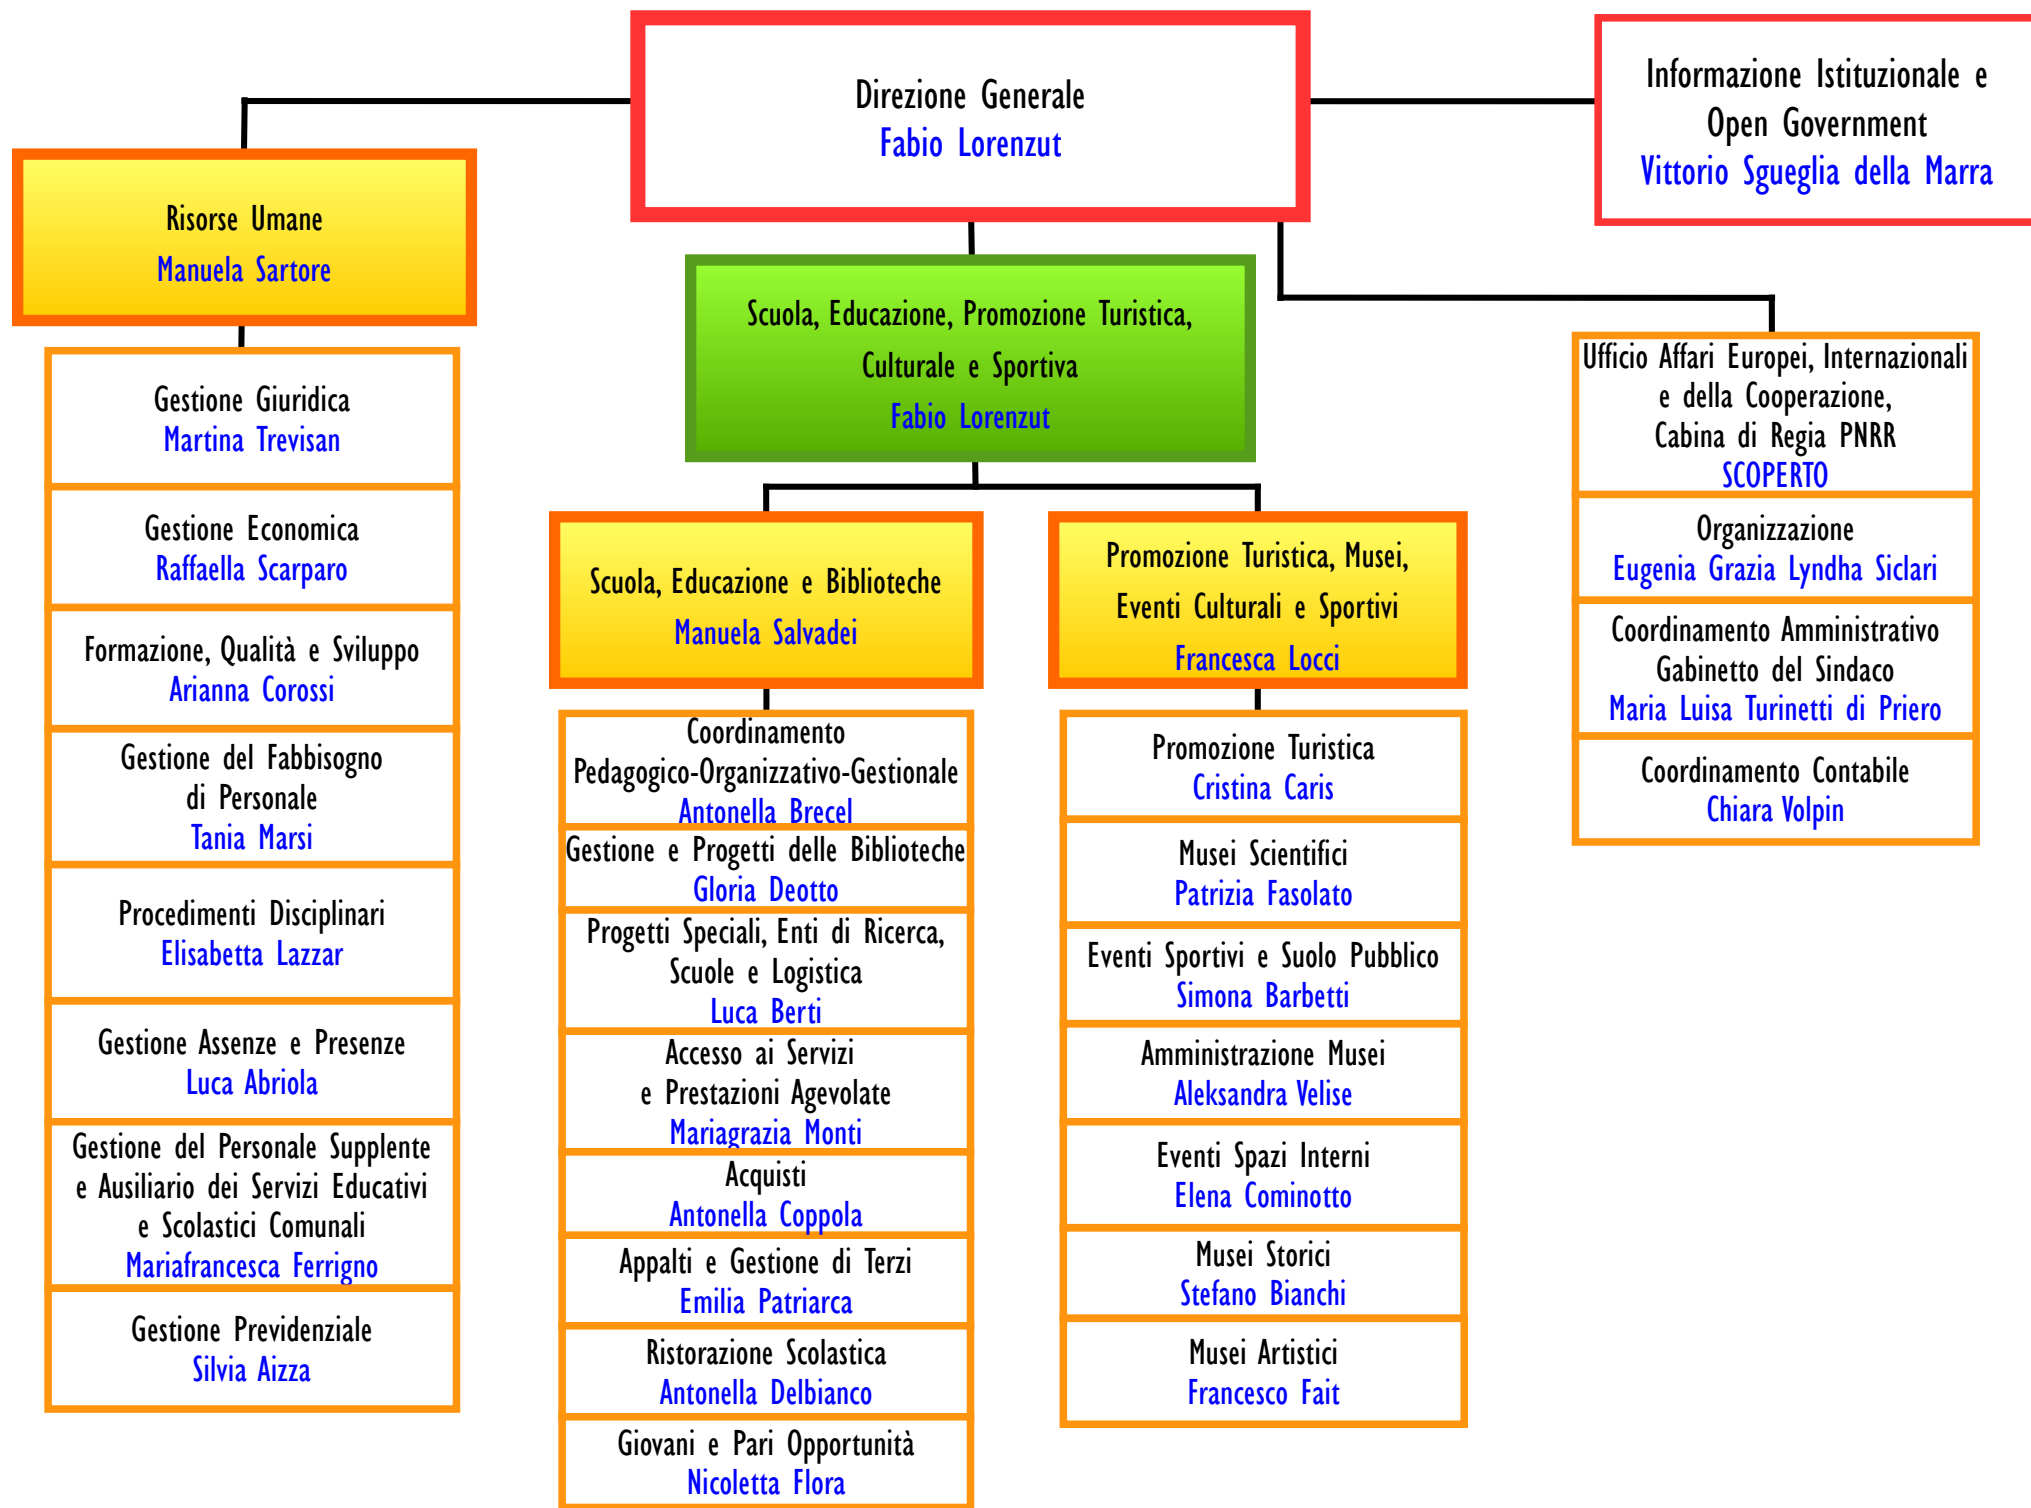 Direzione Generale
Fabio Lorenzut
Informazione Istituzionale e
Open Government
Vittorio Sgueglia della Marra
Risorse Umane
Manuela Sartore
Gestione Giuridica
Martina Trevisan
Gestione Economica
Raffaella Scarparo
Formazione, Qualità e Sviluppo
Arianna Corossi
Gestione del Fabbisogno
di Personale
Tania Marsi
Procedimenti Disciplinari
Elisabetta Lazzar
Gestione Assenze e Presenze
Luca Abriola
Gestione del Personale Supplente
e Ausiliario dei Servizi Educativi
e Scolastici Comunali
Mariafrancesca Ferrigno
Gestione Previdenziale
Silvia Aizza
Scuola, Educazione, Promozione Turistica,
Culturale e Sportiva
Fabio Lorenzut
Scuola, Educazione e Biblioteche
Manuela Salvadei
Coordinamento
Pedagogico-Organizzativo-Gestionale
Antonella Brecel
Gestione e Progetti delle Biblioteche
Gloria Deotto
Progetti Speciali, Enti di Ricerca,
Scuole e Logistica
Luca Berti
Accesso ai Servizi
e Prestazioni Agevolate
Mariagrazia Monti
Acquisti
Antonella Coppola
Appalti e Gestione di Terzi
Emilia Patriarca
Ristorazione Scolastica
Antonella Delbianco
Giovani e Pari Opportunità
Nicoletta Flora
Promozione Turistica, Musei,
Eventi Culturali e Sportivi
Francesca Locci
Promozione Turistica
Cristina Caris
Musei Scientifici
Patrizia Fasolato
Eventi Sportivi e Suolo Pubblico
Simona Barbetti
Amministrazione Musei
Aleksandra Velise
Eventi Spazi Interni
Elena Cominotto
Musei Storici
Stefano Bianchi
Musei Artistici
Francesco Fait
Ufficio Affari Europei, Internazionali
e della Cooperazione,
Cabina di Regia PNRR
SCOPERTO
Organizzazione
Eugenia Grazia Lyndha Siclari
Coordinamento Amministrativo
Gabinetto del Sindaco
Maria Luisa Turinetti di Priero
Coordinamento Contabile
Chiara Volpin